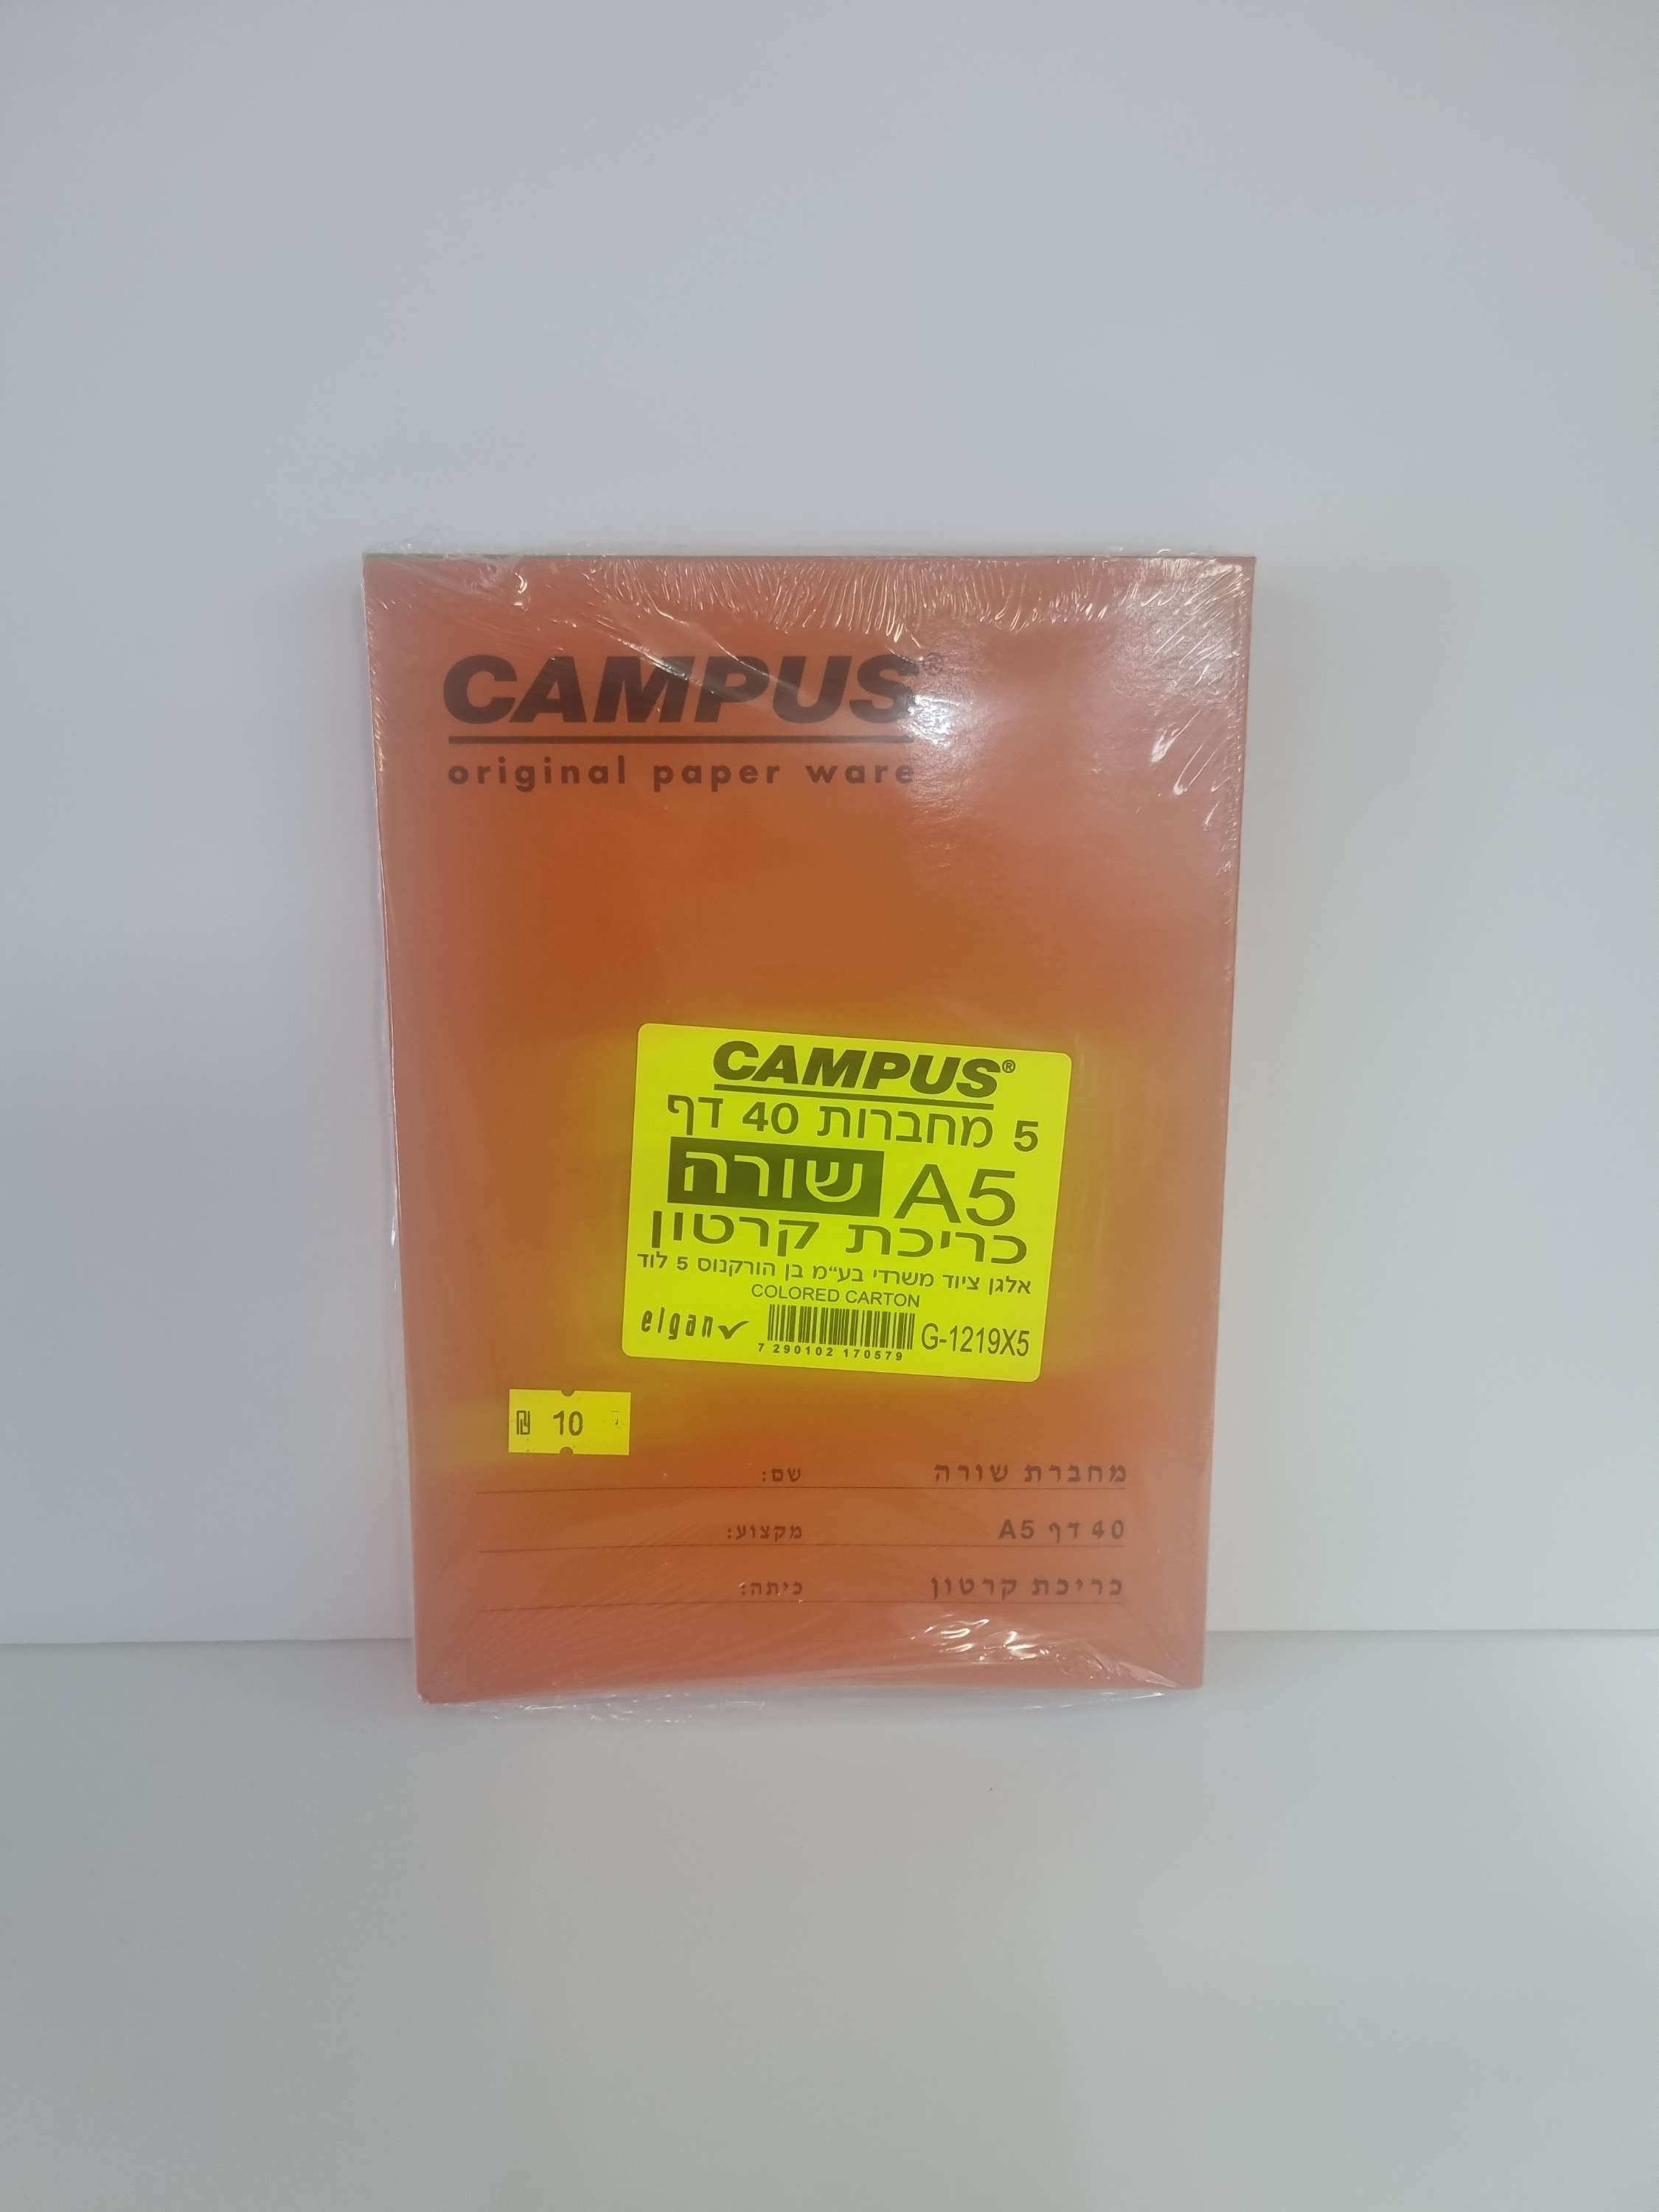 CAMPUS®
original paper ware
CAMPUS®
5 מחברות 40 דף
A5 שורה
כריכת קרטון
אלגן ציוד משרדי בע"מ בן הורקנוס 5 לוד
COLORED CARTON
elgan
G-1219X5
7 290102 170579
₪ 10
מחברת שורה שם:
40 דף A5 מקצוע:
כריכת קרטון כיתה: